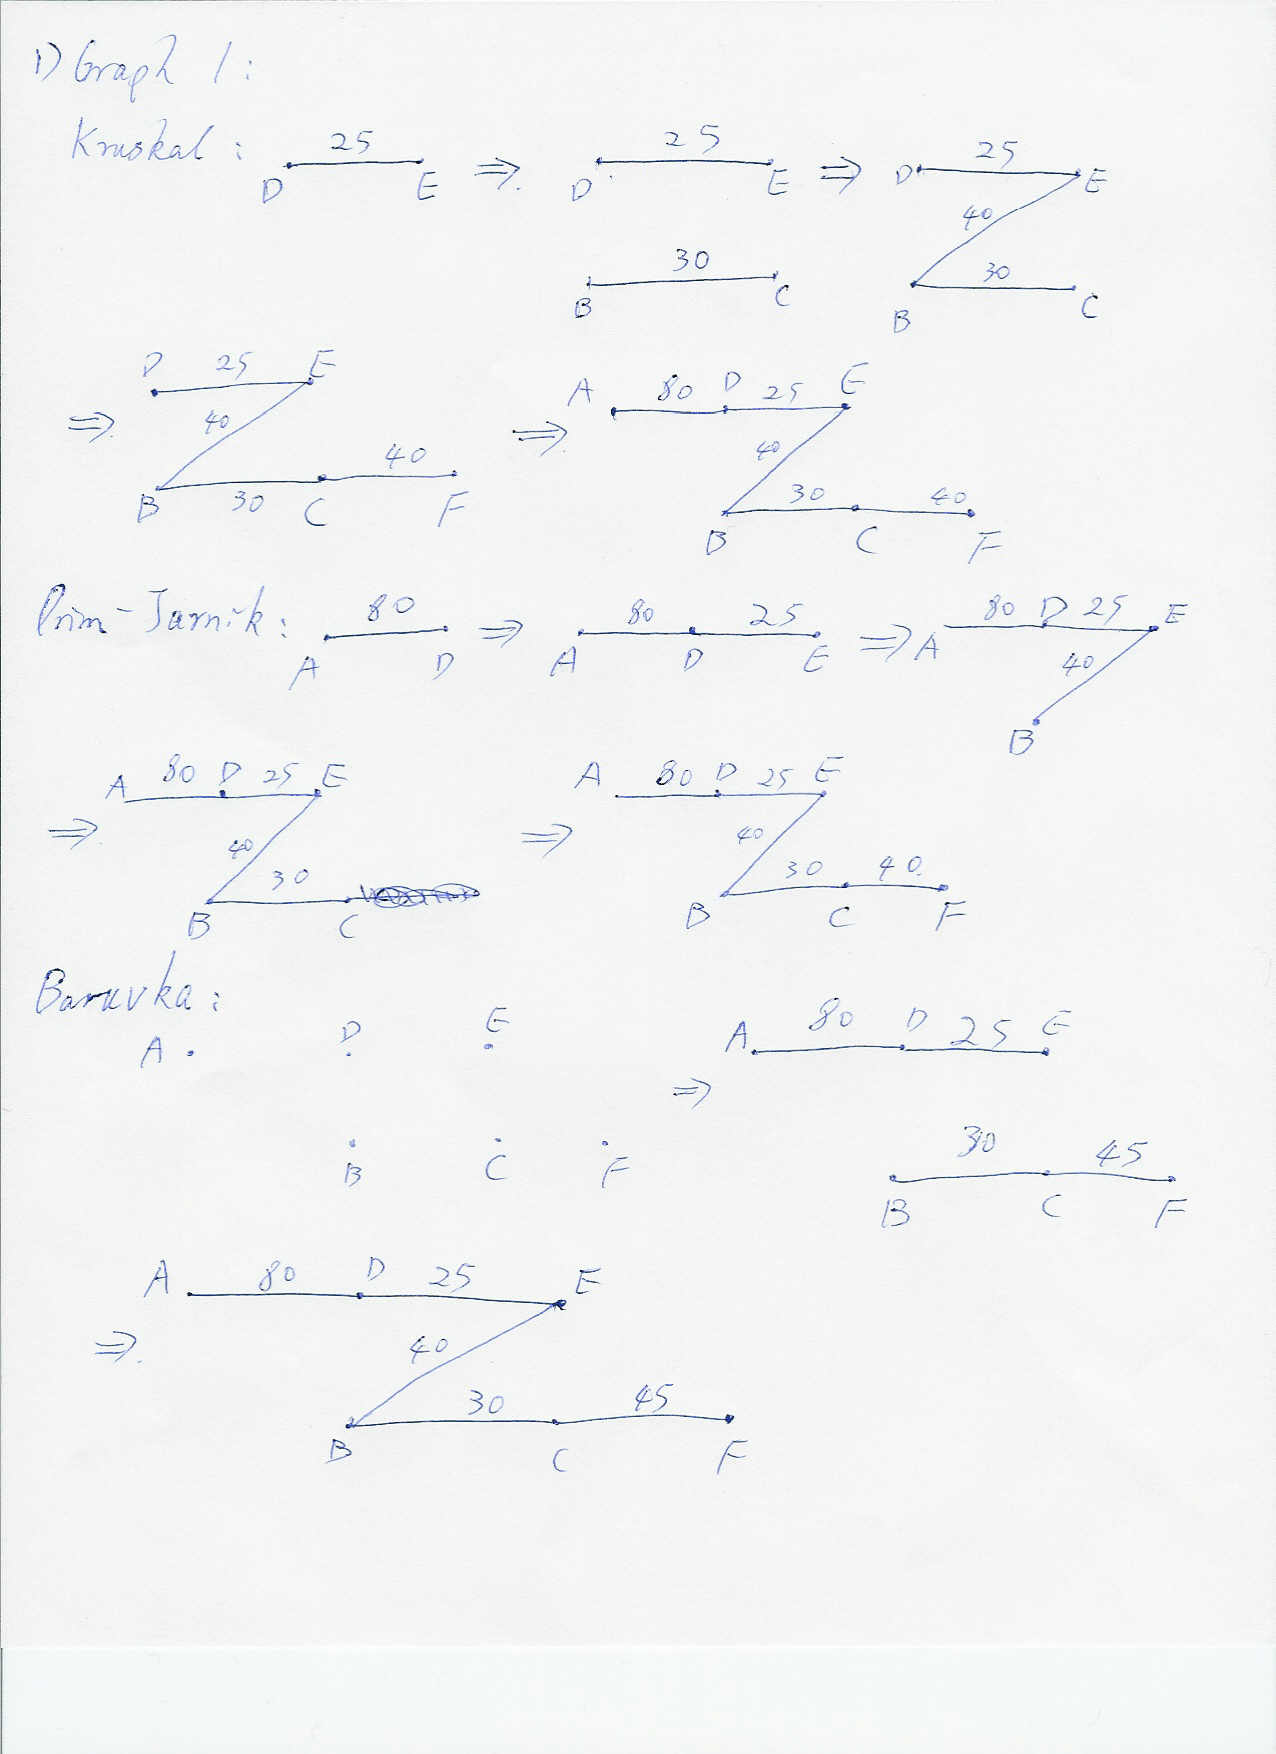 1) Graph 1:
Kruskal: 25 25 25
D E ⇒ D E ⇒ D E
40
30 30
B C B C
D 25 E A 80 D 25 E
⇒ 40 ⇒ 40
40 30 40
B 30 C F B C F
Prim-Jarnik: 80 80 25 80 D 25 E
A D ⇒ A D E ⇒ A 40
B
A 80 D 25 E A 80 D 25 E
⇒ 40 ⇒ 40
30 30 40
B C B C F
Baruvka:
A D E A 80 D 25 E
⇒
30 45
B C F B C F
A 80 D 25 E
⇒ 40
30 45
B C F